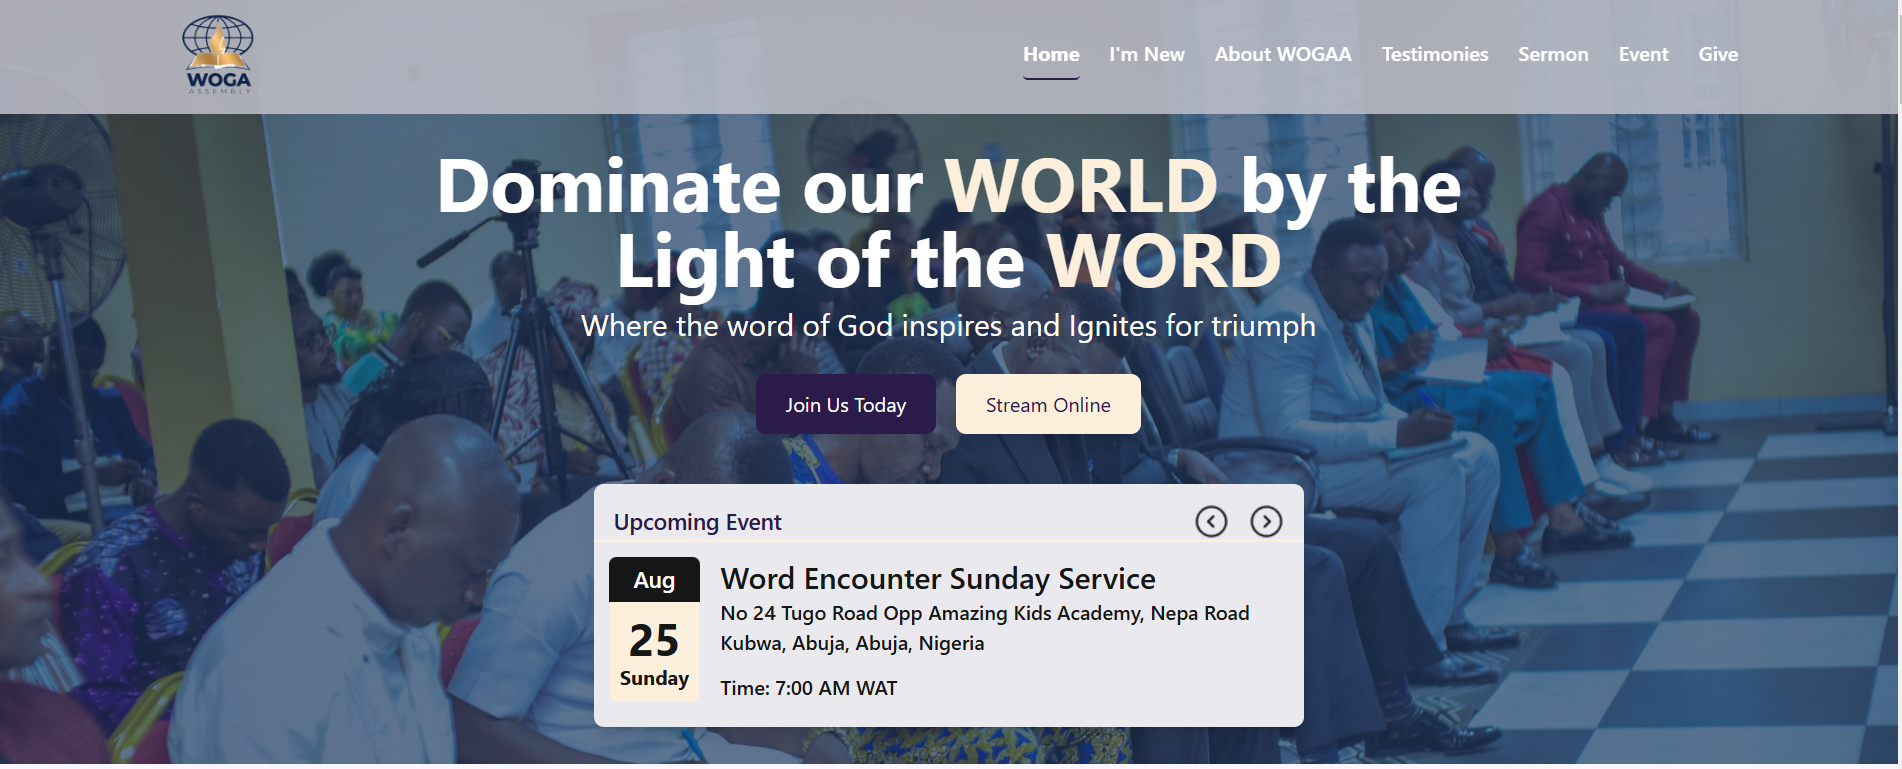 WOGA
ASSEMBLY
Home I'm New About WOGAA Testimonies Sermon Event Give
Dominate our WORLD by the
Light of the WORD
Where the word of God inspires and Ignites for triumph
Join Us Today Stream Online
Upcoming Event
Aug
25
Sunday
Word Encounter Sunday Service
No 24 Tugo Road Opp Amazing Kids Academy, Nepa Road
Kubwa, Abuja, Abuja, Nigeria
Time: 7:00 AM WAT